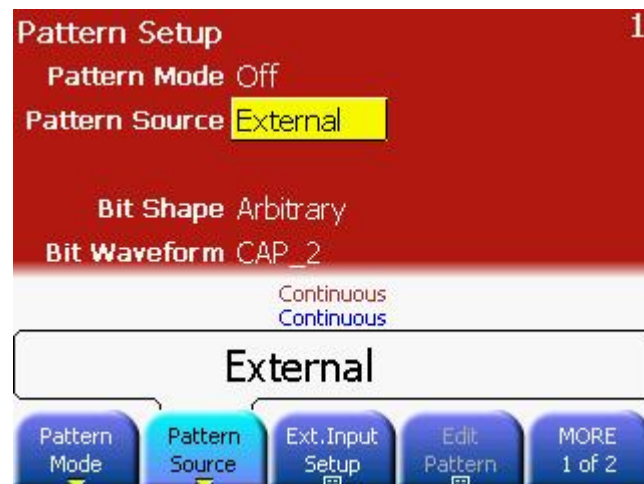 Pattern Setup 1
Pattern Mode Off
Pattern Source External
Bit Shape Arbitrary
Bit Waveform CAP_2
Continuous
Continuous
External
Pattern Mode
Pattern Source
Ext.Input Setup
Edit Pattern
MORE 1 of 2